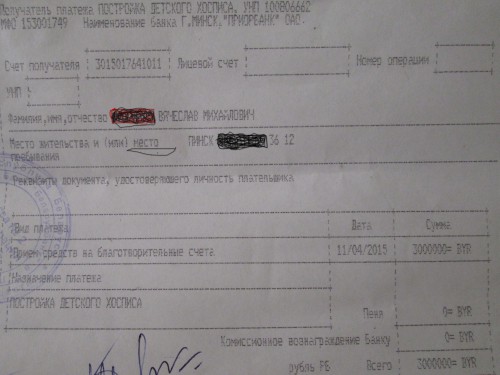 Получатель платежа ПОСТРОЙКА ДЕТСКОГО ХОСПИСА, УНП 100806662
МФО 153001749 Наименование банка Г.МИНСК,"ПРИОРБАНК" ОАО.
Счет получателя 3015017641011 Лицевой счет Номер операции
УНП
Фамилия,имя,отчество ВЯЧЕСЛАВ МИХАЙЛОВИЧ
Место жительства и (или) место ПИНСК 36 12
пребывания
Реквизиты документа, удостоверяющего личность плательщика
Вид платежа Дата Сумма
Прием средств на благотворительные счета 11/04/2015 3000000= BYR
Назначение платежа
ПОСТРОЙКА ДЕТСКОГО ХОСПИСА
Пеня 0= BYR
Комиссионное вознаграждение Банку 0= BYR
рубль РБ Всего 3000000= BYR